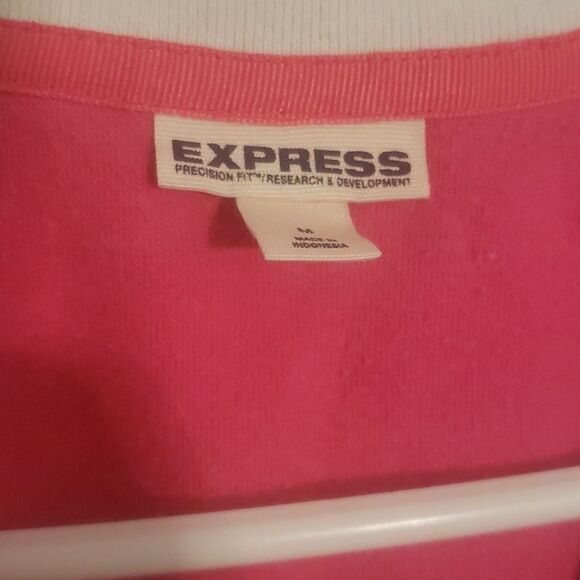 EXPRESS
PRECISION FIT™/RESEARCH & DEVELOPMENT
M
MADE IN
INDONESIA